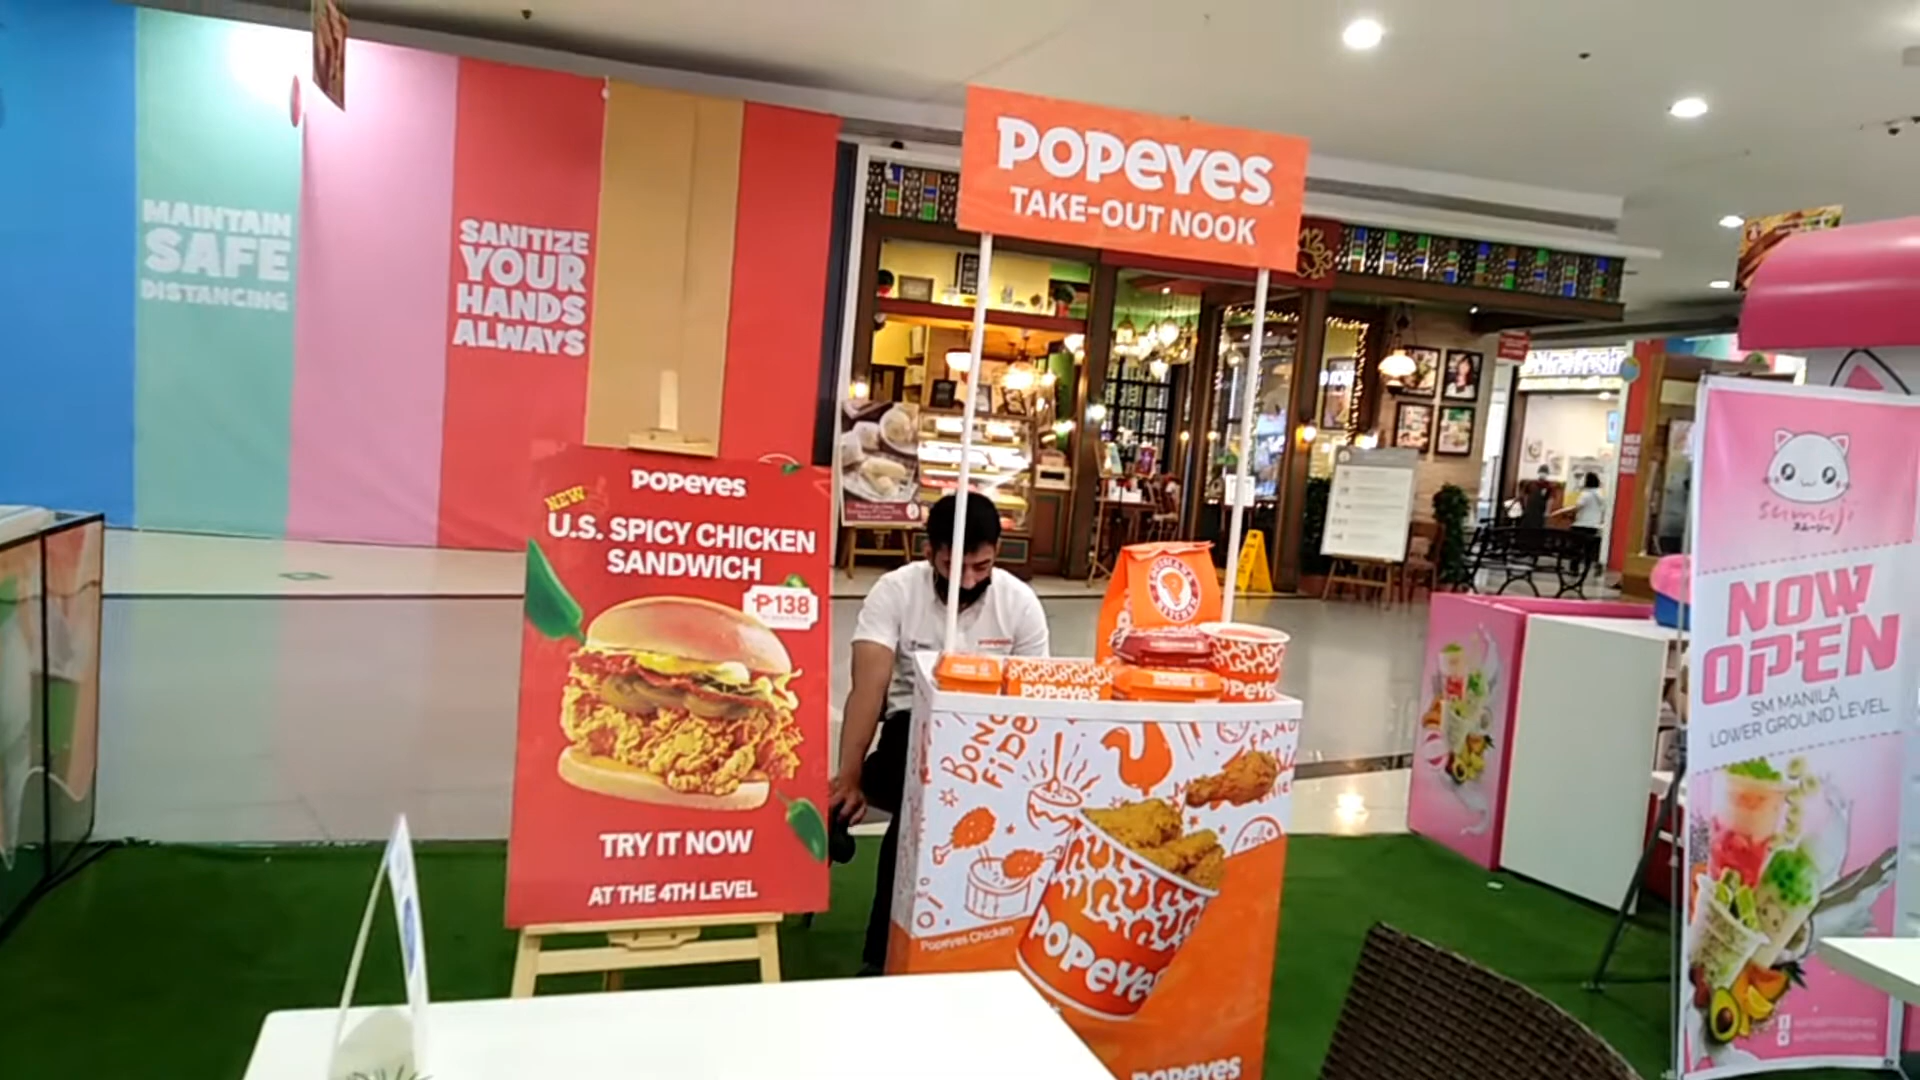 MAINTAIN
SAFE
DISTANCING
SANITIZE
YOUR
HANDS
ALWAYS
POPEYES
TAKE-OUT NOOK
POPEYES
NEW
U.S. SPICY CHICKEN
SANDWICH
₱138
TRY IT NOW
AT THE 4TH LEVEL
LOUISIANA
KITCHEN
POPEYES
BONA
FIDE
Popeyes Chicken
POPEYES
POPEYES
NOW
OPEN
SM MANILA
LOWER GROUND LEVEL